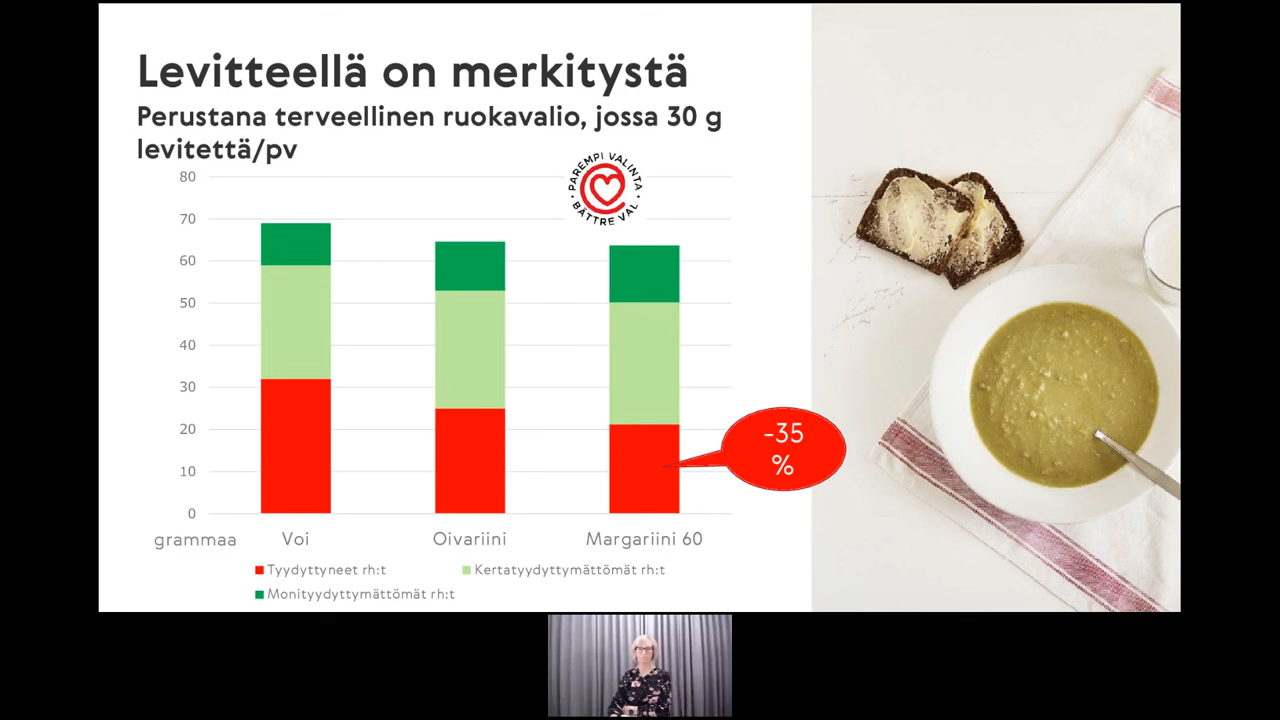 Levitteellä on merkitystä
Perustana terveellinen ruokavalio, jossa 30 g
levitettä/pv
PAREMPI VALINTA
BÄTTRE VAL
80
70
60
50
40
30
20
10
0
-35
%
grammaa
Voi
Oivariini
Margariini 60
Tyydyttyneet rh:t
Kertatyydyttymättömät rh:t
Monityydyttymättömät rh:t